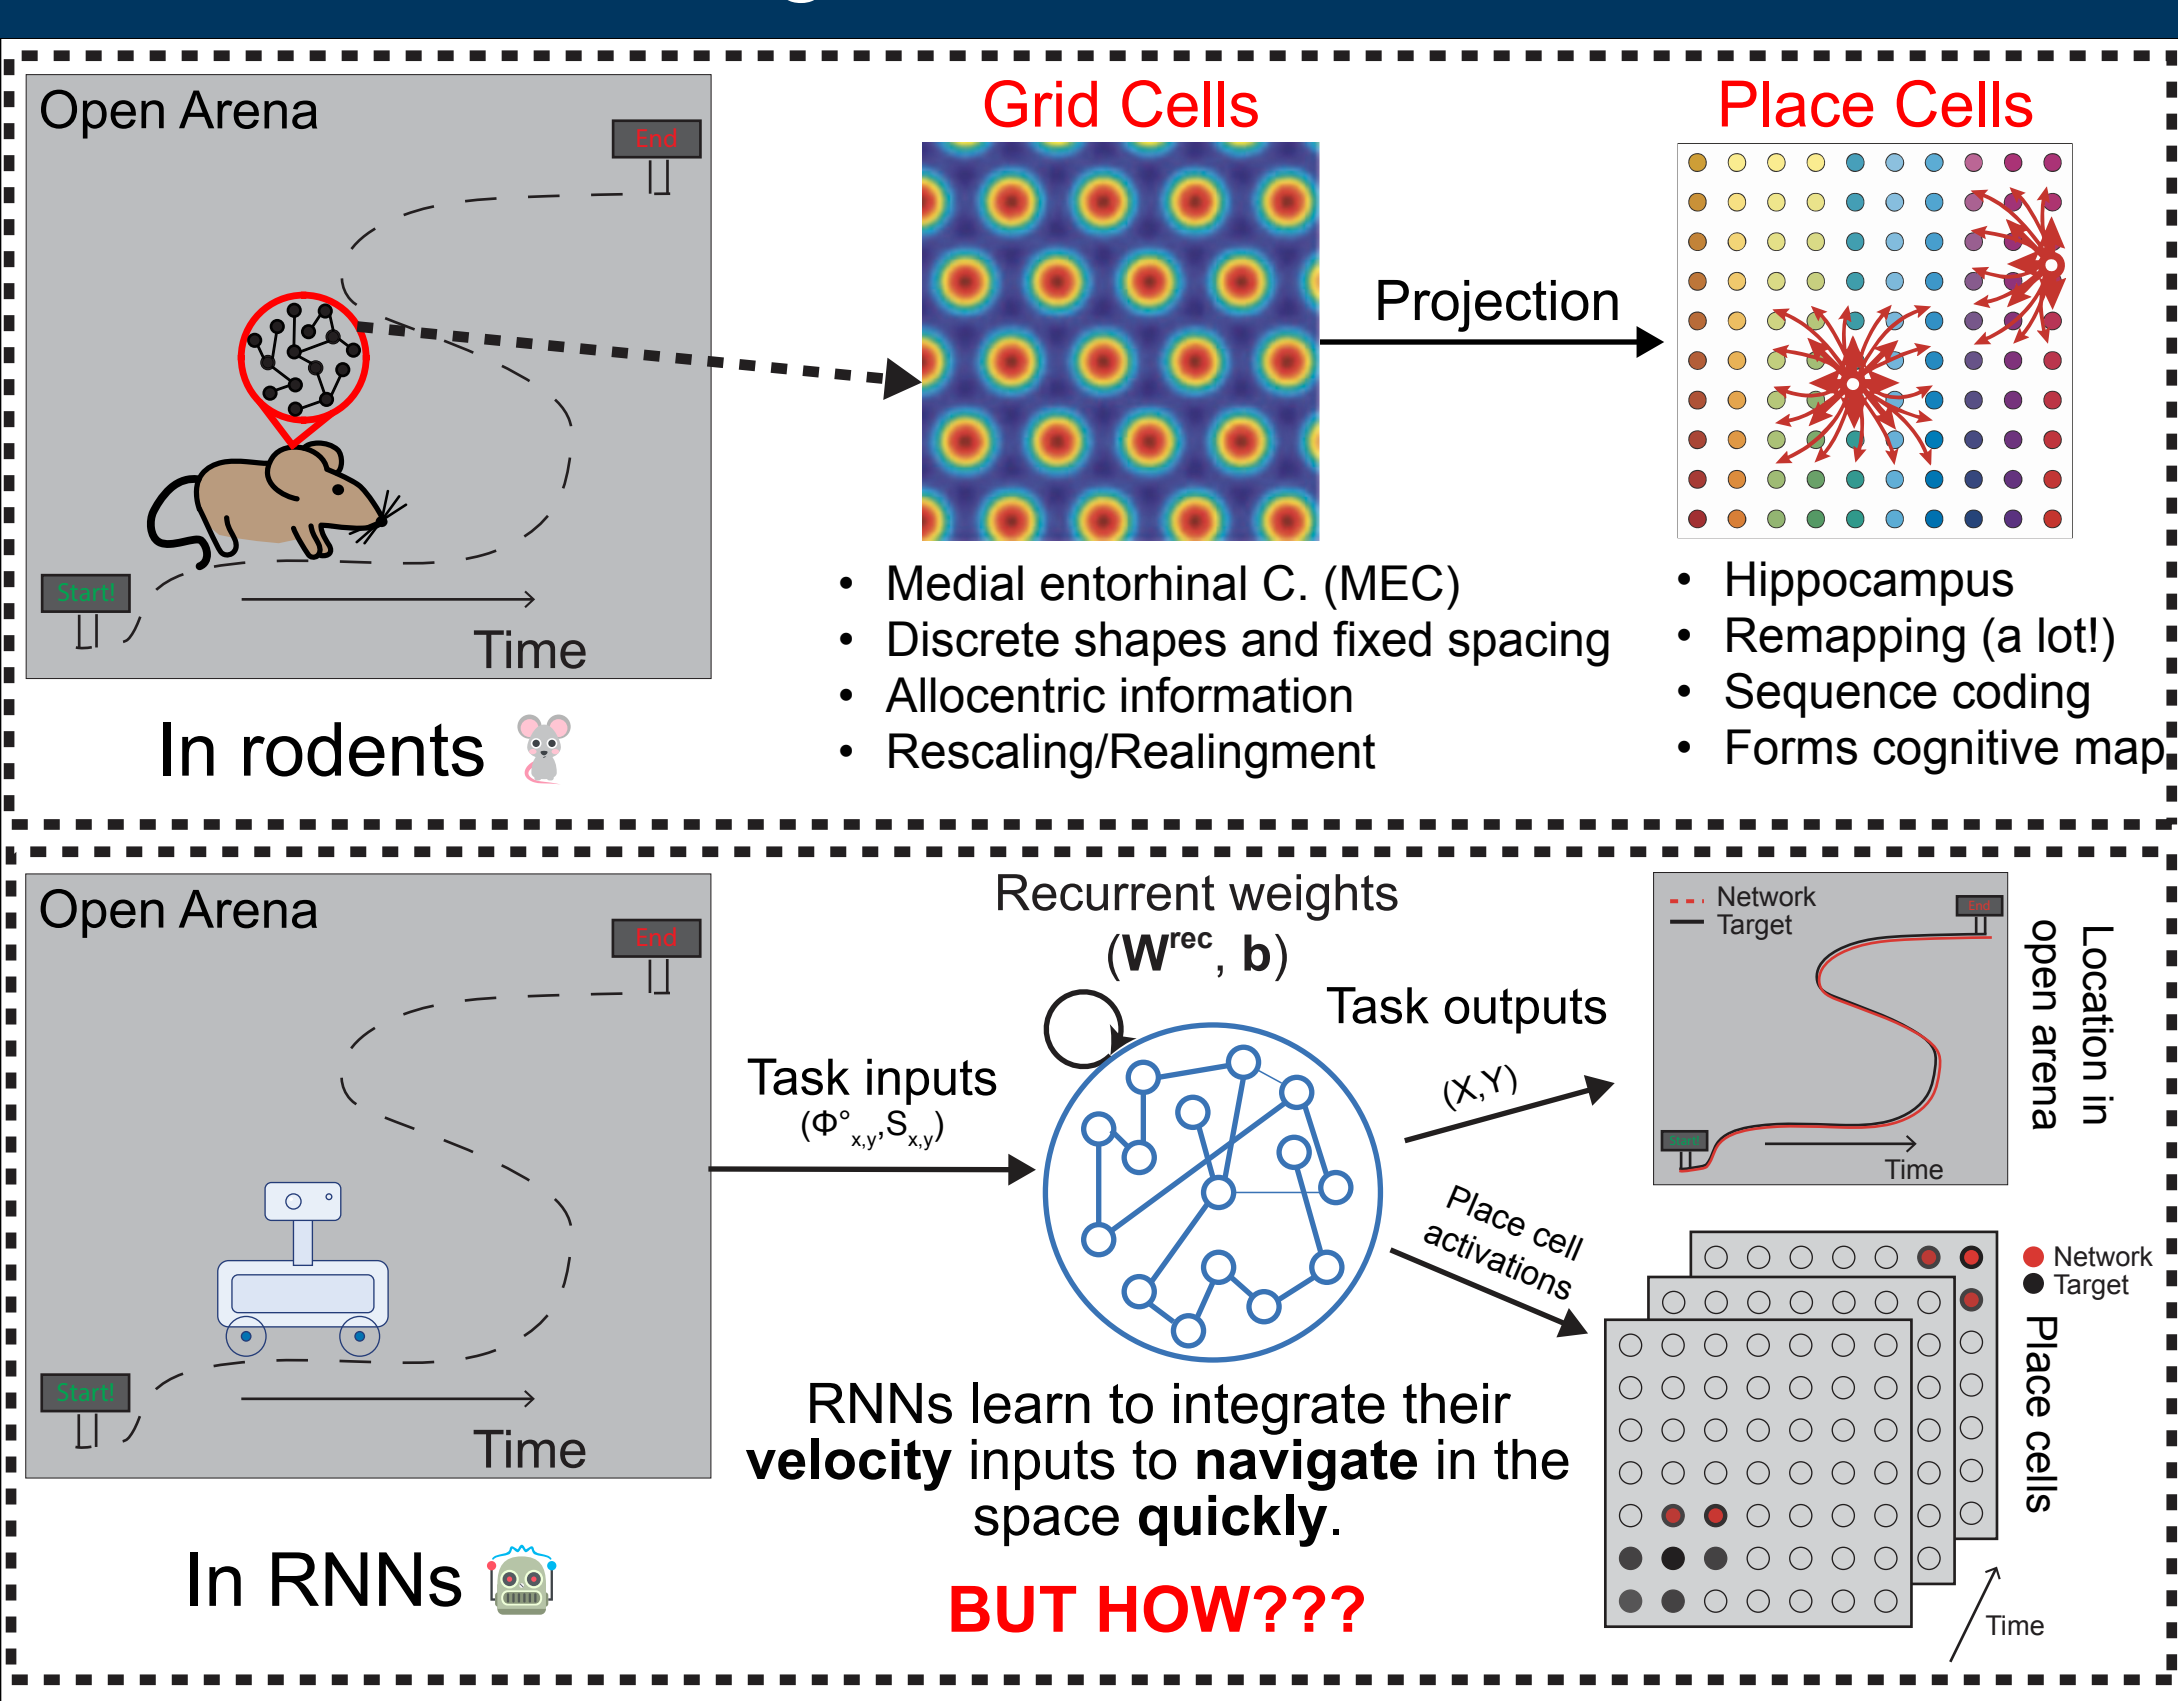 Open Arena
End
Start!
Time
In rodents
Grid Cells
Projection
Place Cells
• Medial entorhinal C. (MEC)
• Discrete shapes and fixed spacing
• Allocentric information
• Rescaling/Realingment
• Hippocampus
• Remapping (a lot!)
• Sequence coding
• Forms cognitive map
Open Arena
End
Start!
Time
In RNNs
Task inputs
(Φ°x,y,Sx,y)
Recurrent weights
(Wrec, b)
Task outputs
(X,Y)
Place cell
activations
RNNs learn to integrate their
velocity inputs to navigate in the
space quickly.
BUT HOW???
Network
Target
End
Start!
Time
Location in
open arena
Network
Target
Place cells
Time